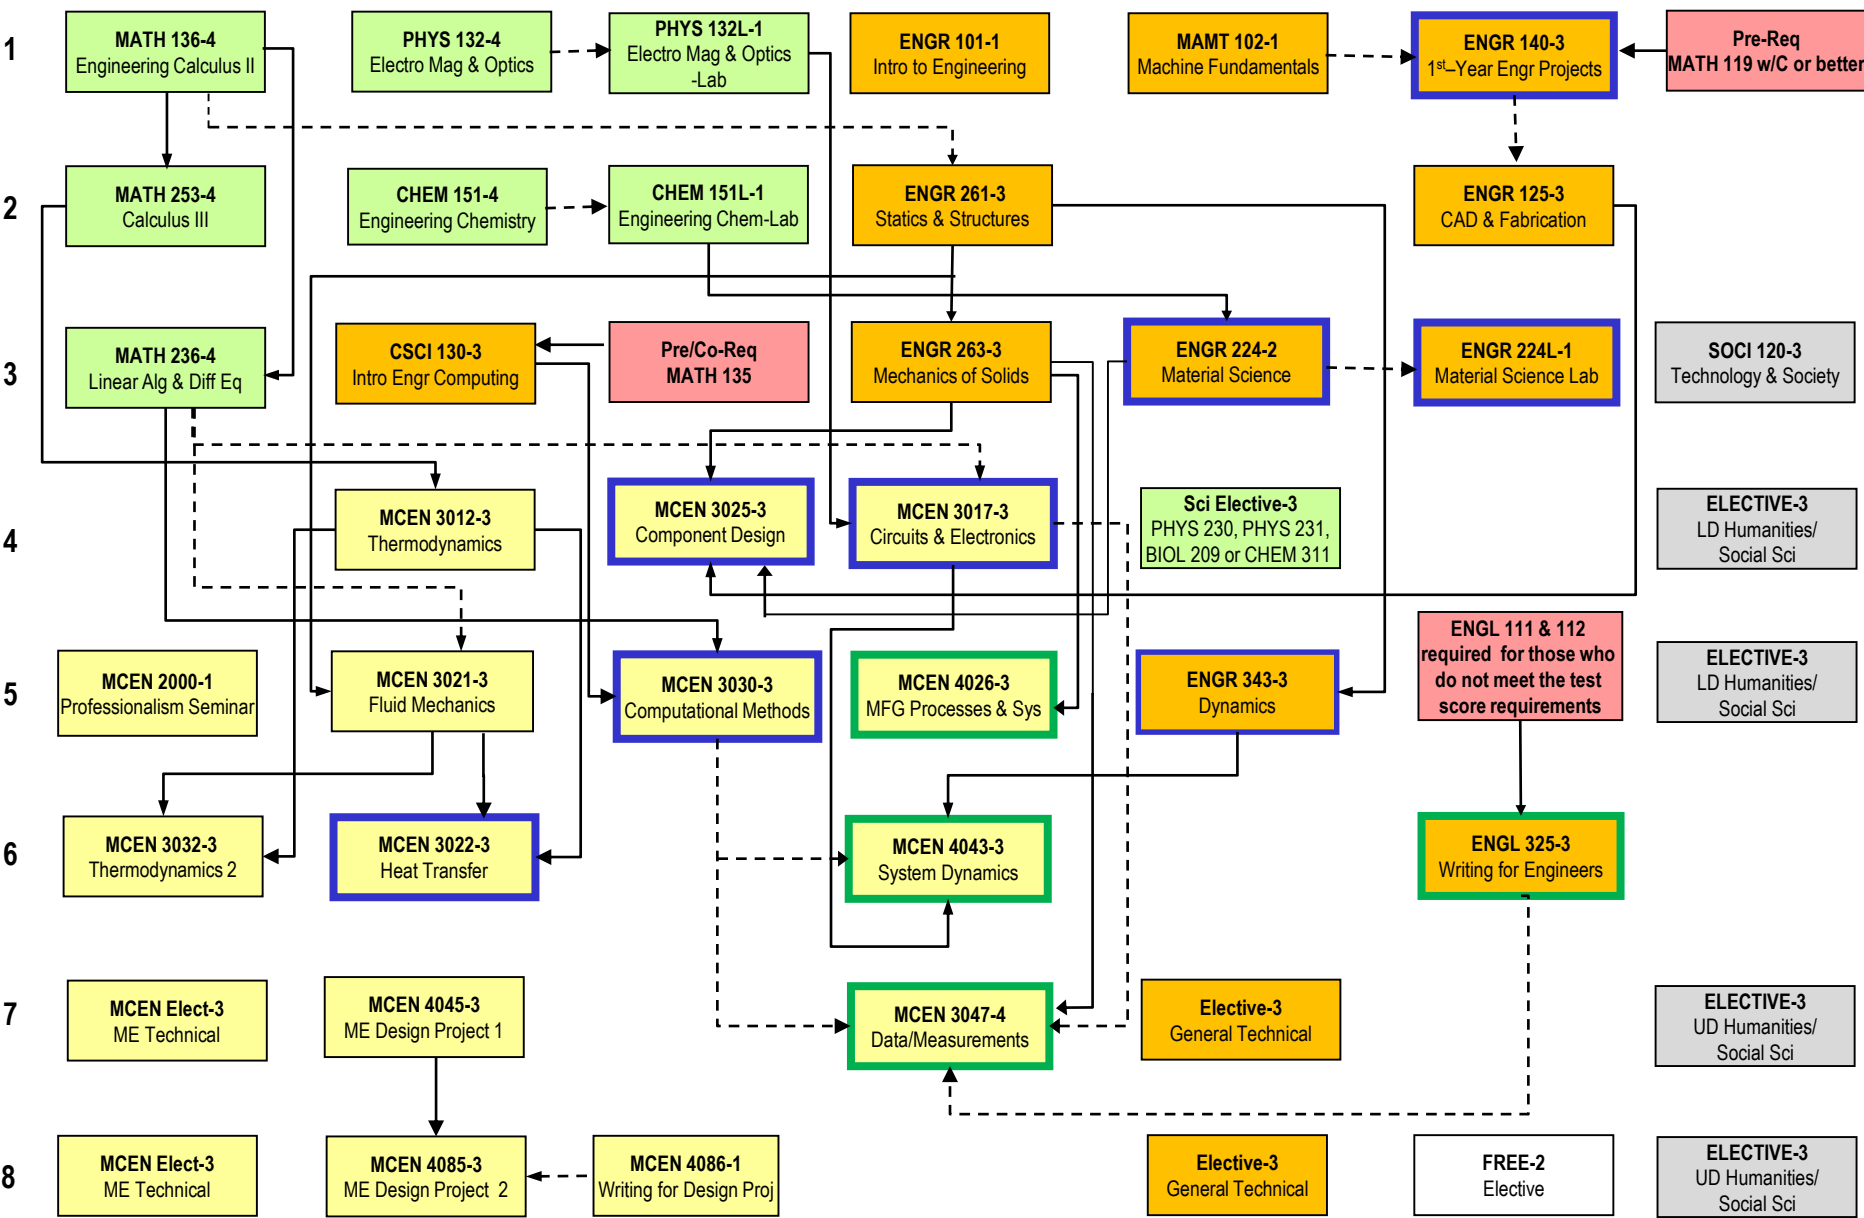 1
MATH 136-4
Engineering Calculus II
PHYS 132-4
Electro Mag & Optics
PHYS 132L-1
Electro Mag & Optics
-Lab
ENGR 101-1
Intro to Engineering
MAMT 102-1
Machine Fundamentals
ENGR 140-3
1st–Year Engr Projects
Pre-Req
MATH 119 w/C or better
2
MATH 253-4
Calculus III
CHEM 151-4
Engineering Chemistry
CHEM 151L-1
Engineering Chem-Lab
ENGR 261-3
Statics & Structures
ENGR 125-3
CAD & Fabrication
3
MATH 236-4
Linear Alg & Diff Eq
CSCI 130-3
Intro Engr Computing
Pre/Co-Req
MATH 135
ENGR 263-3
Mechanics of Solids
ENGR 224-2
Material Science
ENGR 224L-1
Material Science Lab
SOCI 120-3
Technology & Society
4
MCEN 3012-3
Thermodynamics
MCEN 3025-3
Component Design
MCEN 3017-3
Circuits & Electronics
Sci Elective-3
PHYS 230, PHYS 231,
BIOL 209 or CHEM 311
ELECTIVE-3
LD Humanities/
Social Sci
5
MCEN 2000-1
Professionalism Seminar
MCEN 3021-3
Fluid Mechanics
MCEN 3030-3
Computational Methods
MCEN 4026-3
MFG Processes & Sys
ENGR 343-3
Dynamics
ENGL 111 & 112
required for those who
do not meet the test
score requirements
ELECTIVE-3
LD Humanities/
Social Sci
6
MCEN 3032-3
Thermodynamics 2
MCEN 3022-3
Heat Transfer
MCEN 4043-3
System Dynamics
ENGL 325-3
Writing for Engineers
7
MCEN Elect-3
ME Technical
MCEN 4045-3
ME Design Project 1
MCEN 3047-4
Data/Measurements
Elective-3
General Technical
ELECTIVE-3
UD Humanities/
Social Sci
8
MCEN Elect-3
ME Technical
MCEN 4085-3
ME Design Project 2
MCEN 4086-1
Writing for Design Proj
Elective-3
General Technical
FREE-2
Elective
ELECTIVE-3
UD Humanities/
Social Sci